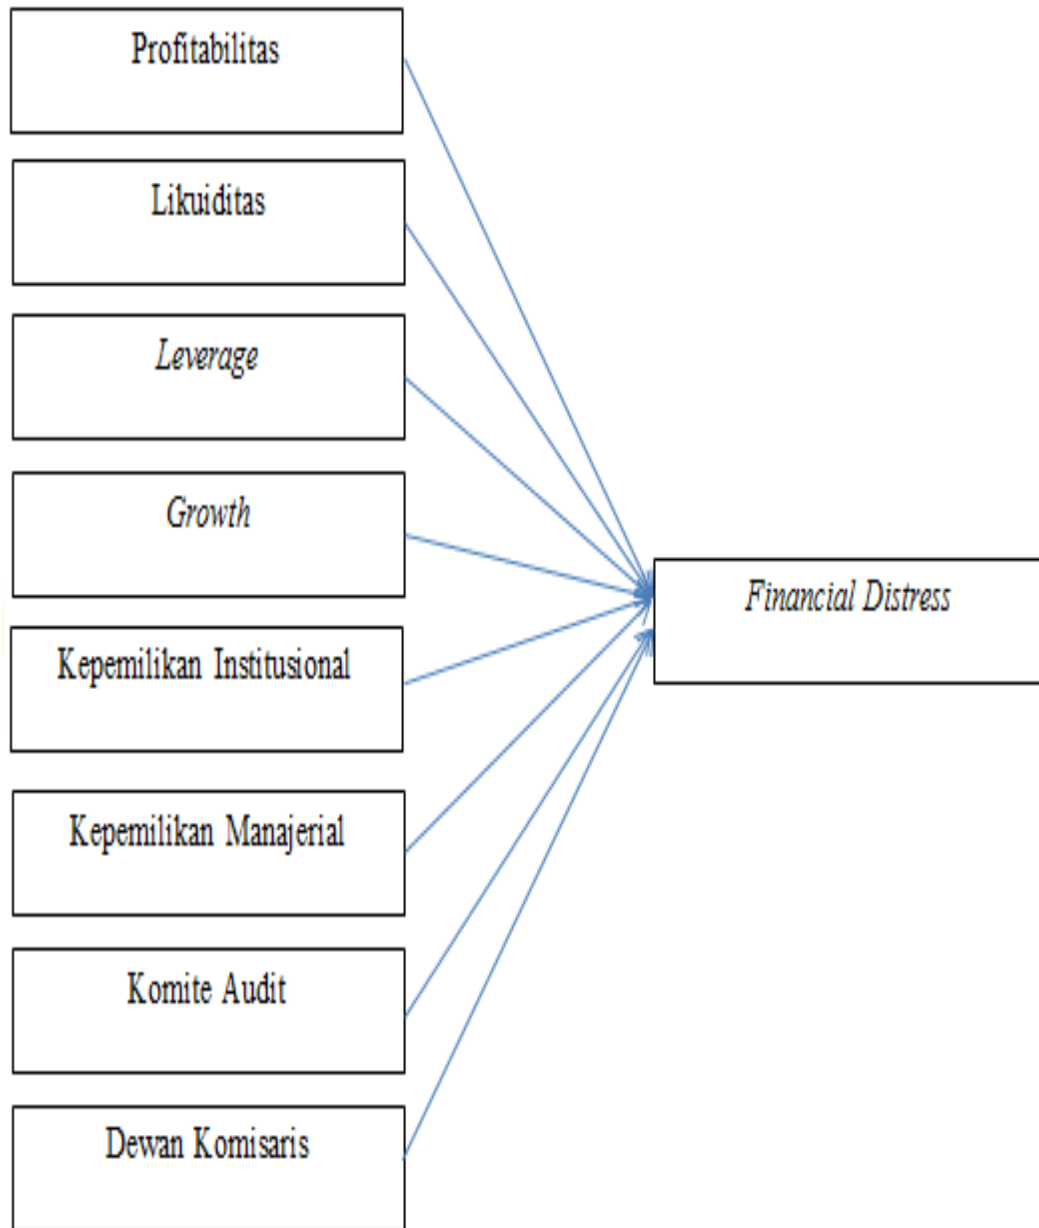 Profitabilitas
Likuiditas
Leverage
Growth
Kepemilikan Institusional
Financial Distress
Kepemilikan Manajerial
Komite Audit
Dewan Komisaris